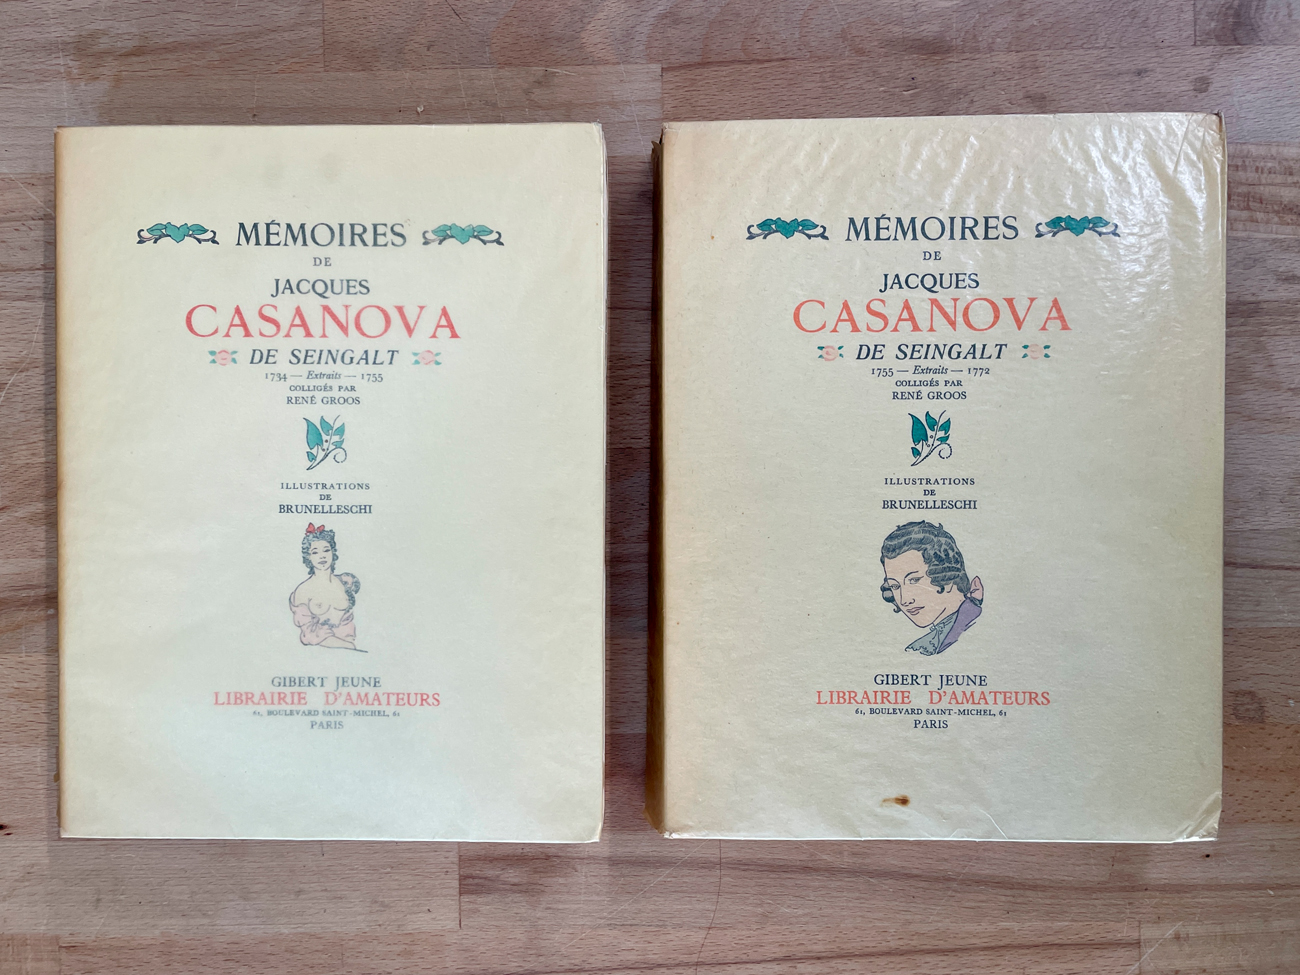 MÉMOIRES
DE
JACQUES
CASANOVA
DE SEINGALT
1734 — Extraits — 1755
COLLIGÉS PAR
RENÉ GROOS
ILLUSTRATIONS
DE
BRUNELLESCHI
GIBERT JEUNE
LIBRAIRIE D'AMATEURS
61, BOULEVARD SAINT-MICHEL, 61
PARIS
MÉMOIRES
DE
JACQUES
CASANOVA
DE SEINGALT
1755 — Extraits — 1772
COLLIGÉS PAR
RENÉ GROOS
ILLUSTRATIONS
DE
BRUNELLESCHI
GIBERT JEUNE
LIBRAIRIE D'AMATEURS
61, BOULEVARD SAINT-MICHEL, 61
PARIS